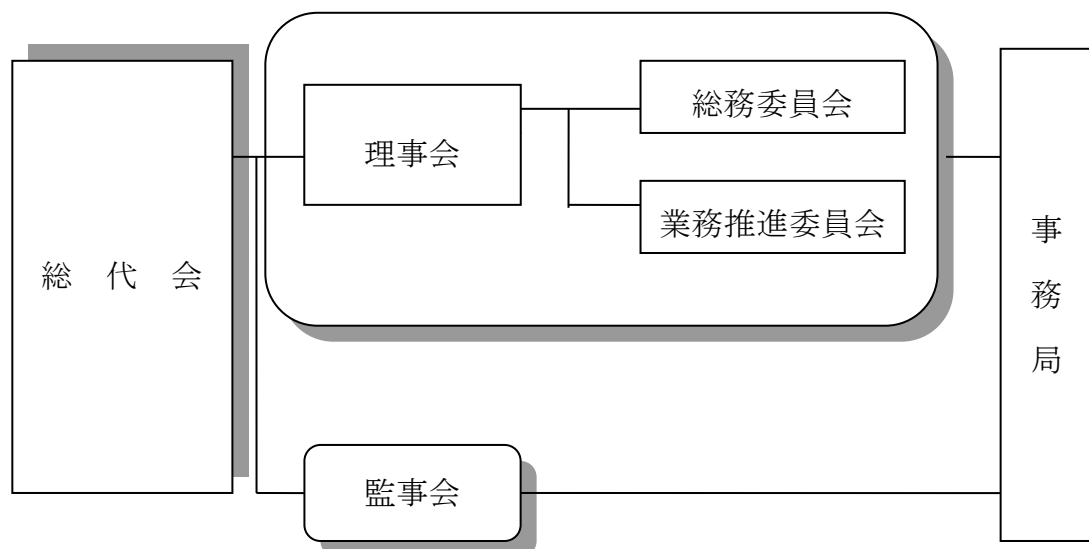 総務委員会
理事会
業務推進委員会
総　代　会
監事会
事務局